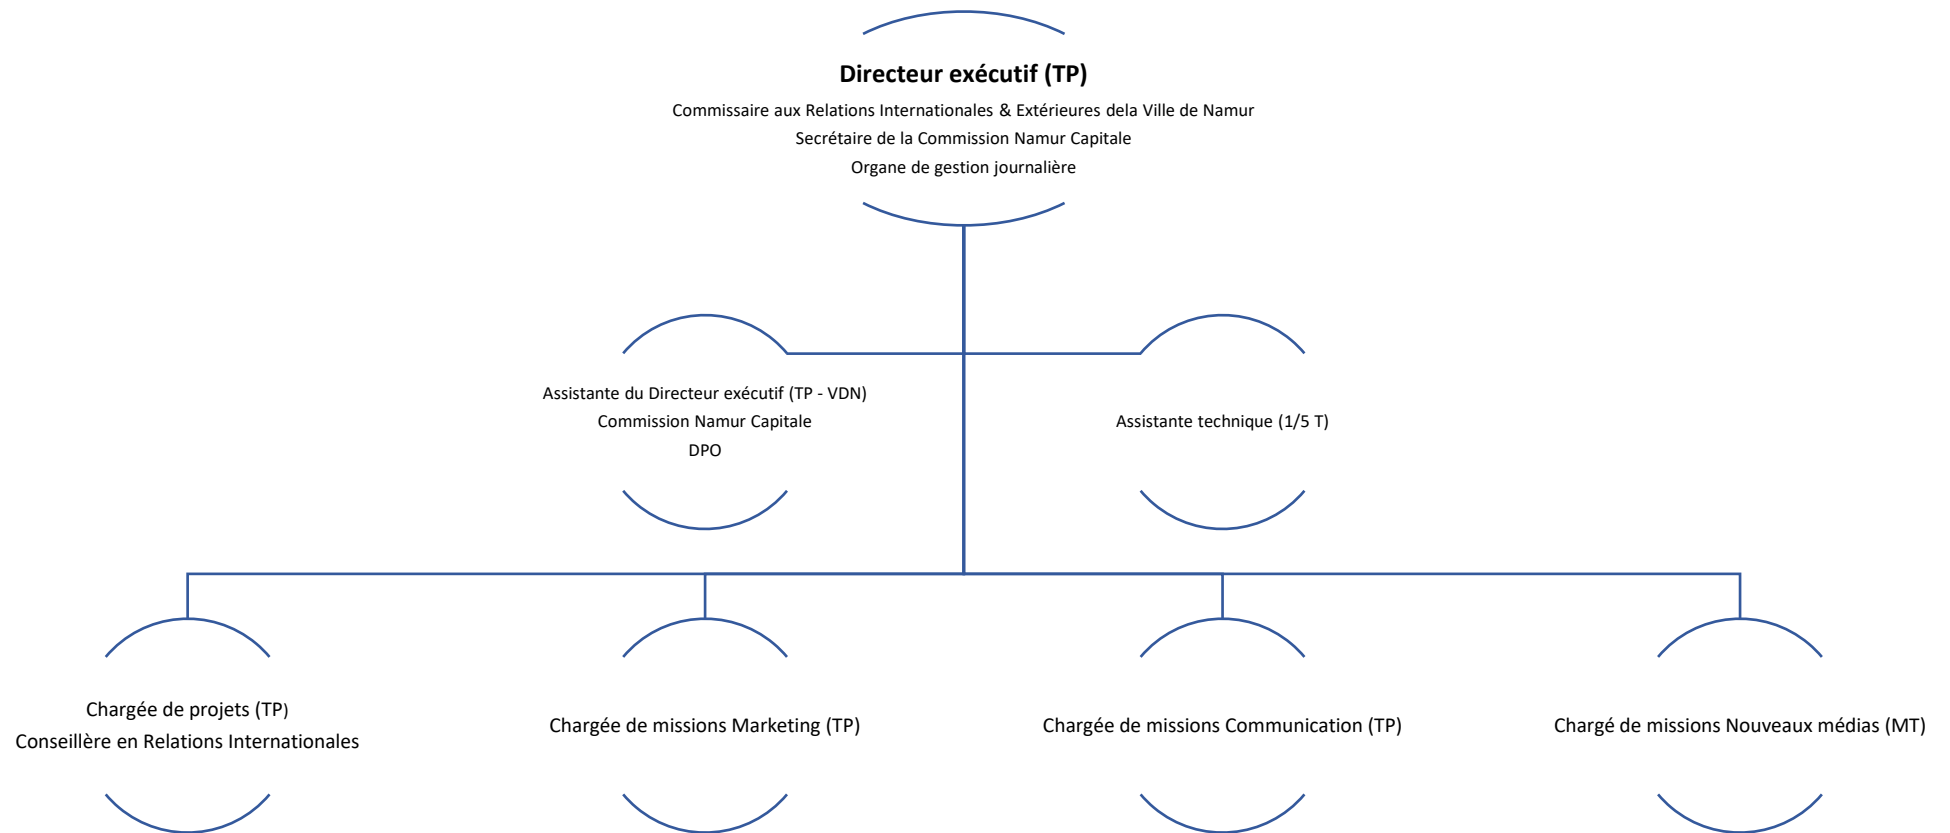 Directeur exécutif (TP)
Commissaire aux Relations Internationales & Extérieures dela Ville de Namur
Secrétaire de la Commission Namur Capitale
Organe de gestion journalière
Assistante du Directeur exécutif (TP - VDN)
Commission Namur Capitale
DPO
Assistante technique (1/5 T)
Chargée de projets (TP)
Conseillère en Relations Internationales
Chargée de missions Marketing (TP)
Chargée de missions Communication (TP)
Chargé de missions Nouveaux médias (MT)